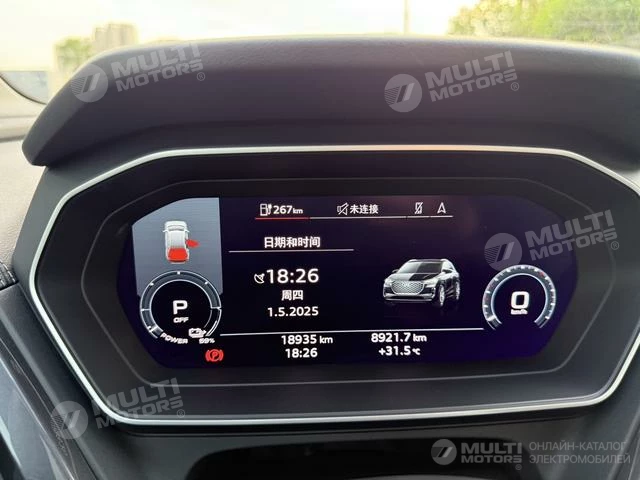 MULTI MOTORS®
MULTI MOTORS®
267km 未连接
日期和时间
18:26
周四
1.5.2025
MULTI MOTORS®
P
OFF
POWER 59%
0
km/h
18935 km 8921.7 km
18:26 +31.5 °C
(P)
MULTI MOTORS®
MULTI MOTORS® ОНЛАЙН-КАТАЛОГ
ЭЛЕКТРОМОБИЛЕЙ